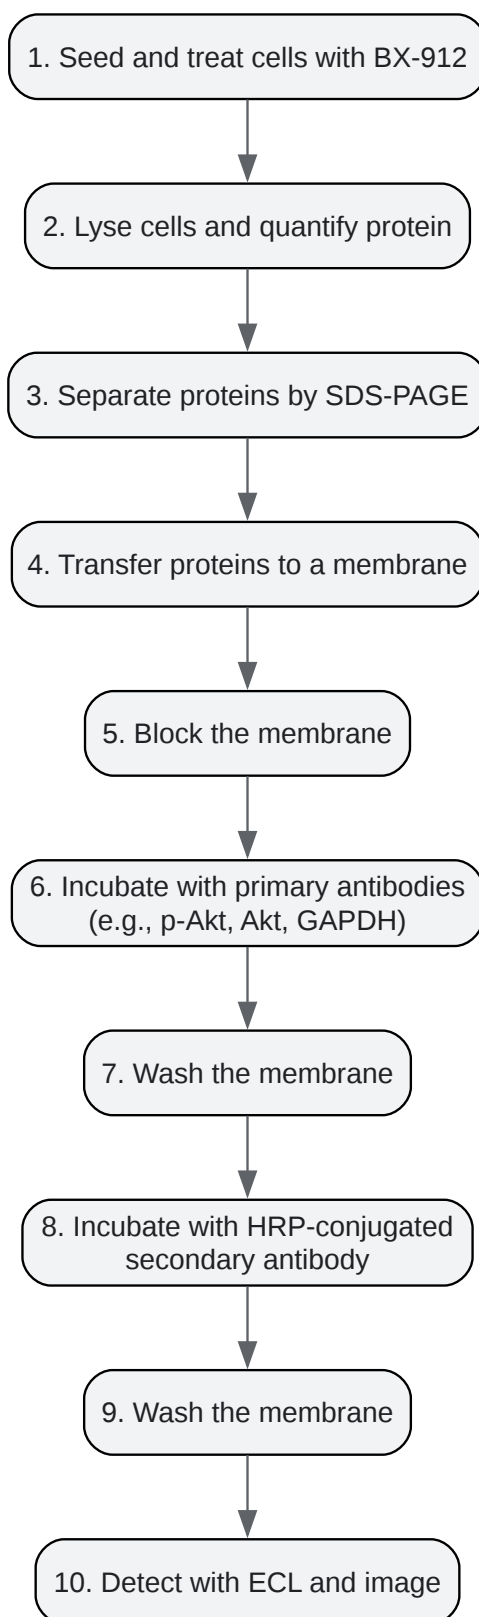 1. Seed and treat cells with BX-912
2. Lyse cells and quantify protein
3. Separate proteins by SDS-PAGE
4. Transfer proteins to a membrane
5. Block the membrane
6. Incubate with primary antibodies
(e.g., p-Akt, Akt, GAPDH)
7. Wash the membrane
8. Incubate with HRP-conjugated
secondary antibody
9. Wash the membrane
10. Detect with ECL and image